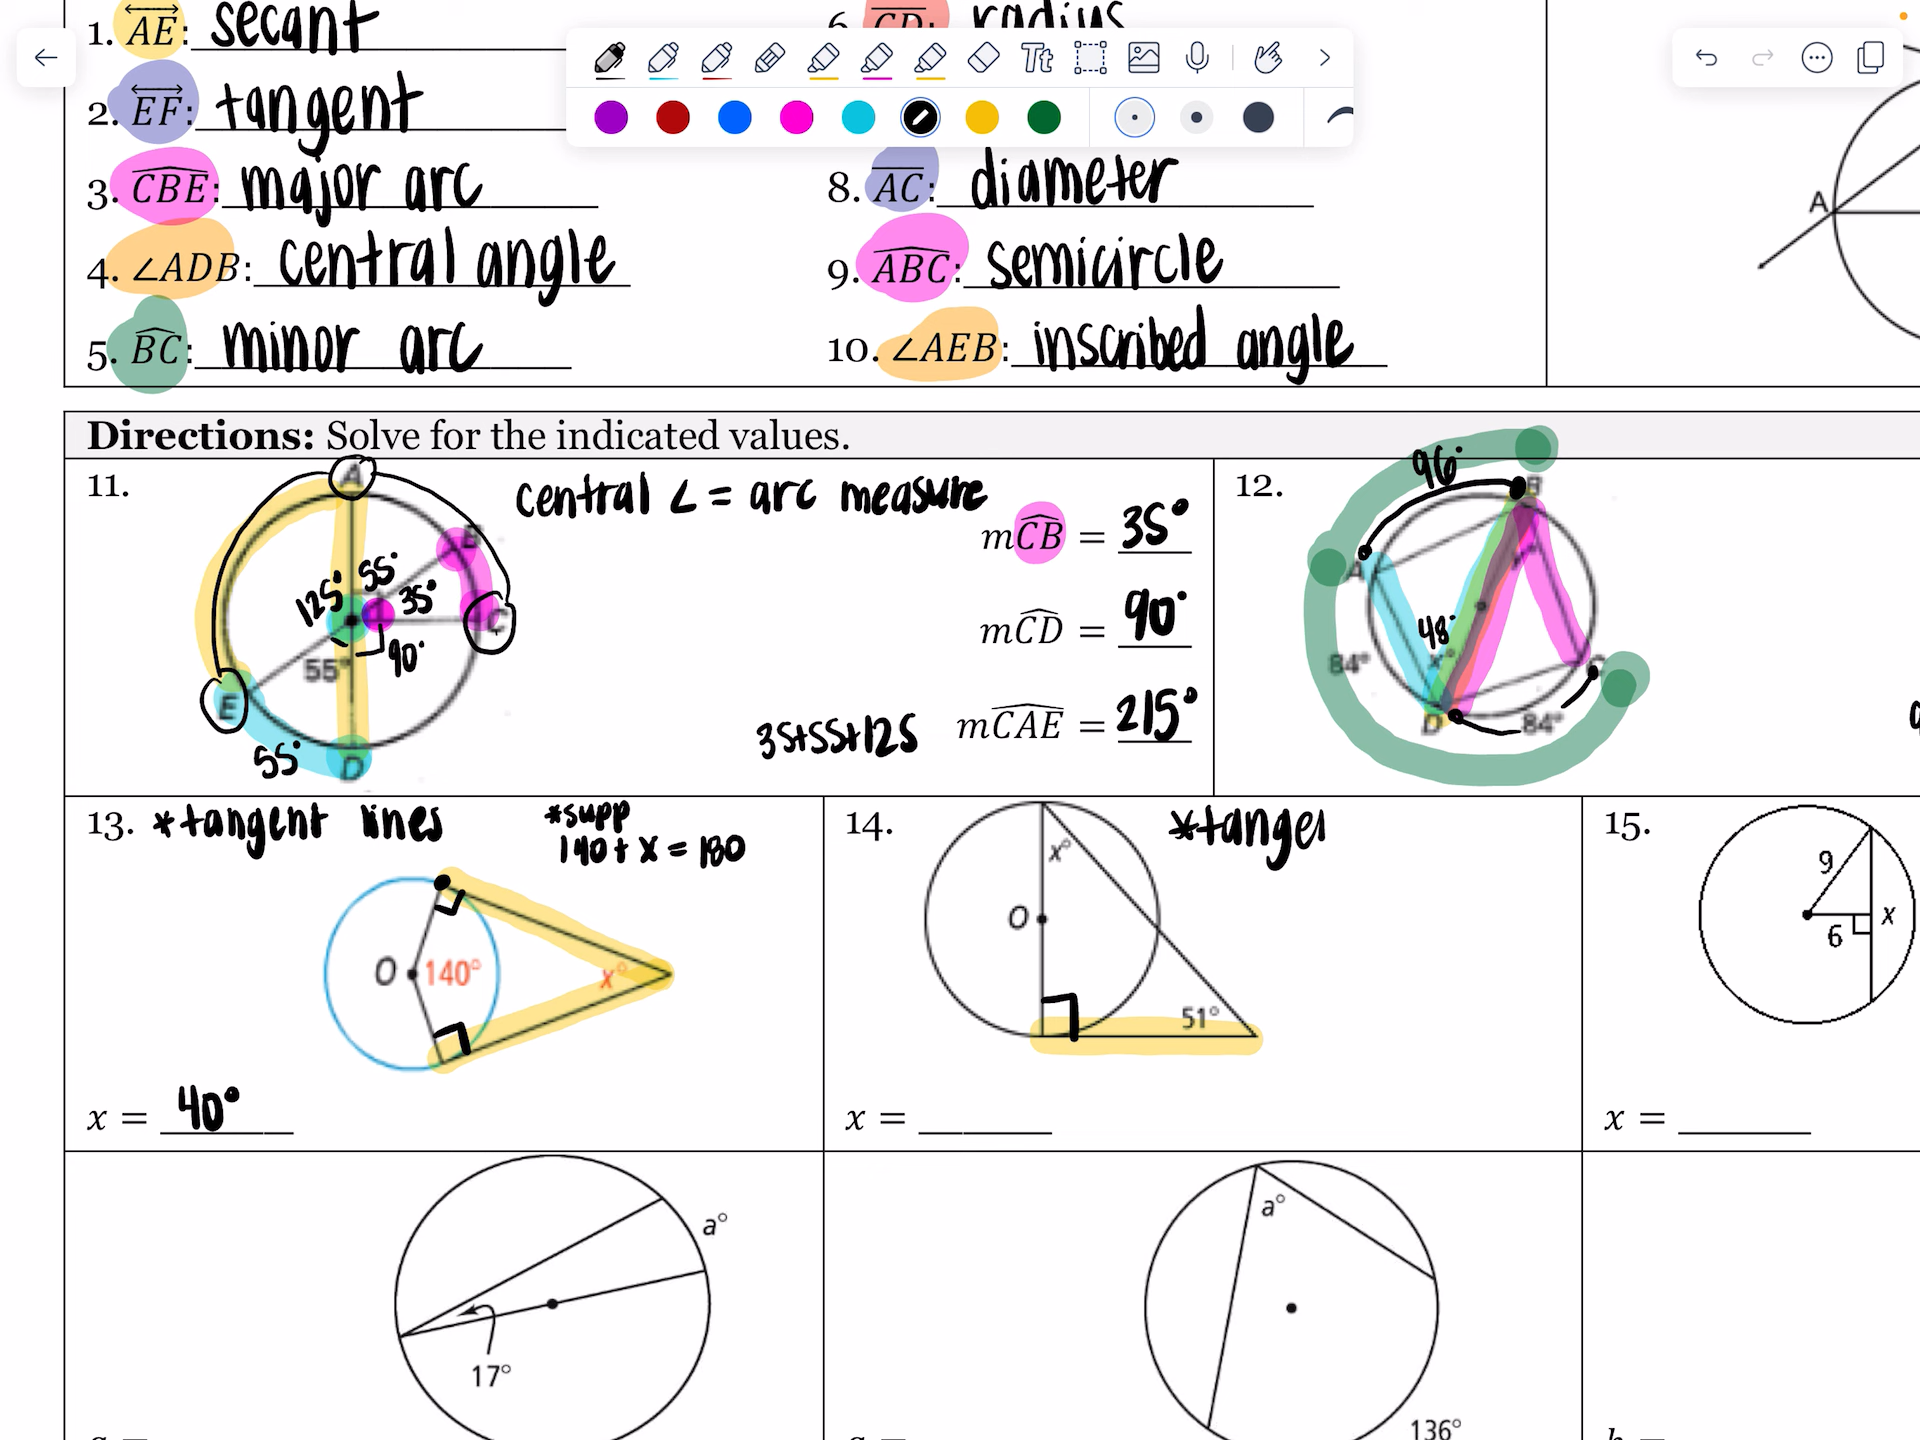 1. AE: secant
6. CD: radius
2. EF: tangent
3. CBE: major arc
8. AC: diameter
4. ∠ADB: central angle
9. ABC: semicircle
5. BC: minor arc
10. ∠AEB: inscribed angle
Tt
A
Directions: Solve for the indicated values.
11.
central ∠ = arc measure
mCB = 35°
mCD = 90°
35+55+125
mCAE = 215°
A
B
C
D
E
125°
55°
35°
90°
55°
55°
12.
96°
B
A
48°
x°
84°
C
D
84°
13. *tangent lines
*supp
140 + x = 180
O 140° x°
x = 40°
14.
*tangen
x°
O
51°
x =
15.
9
6
x
x =
a°
17°
a°
136°